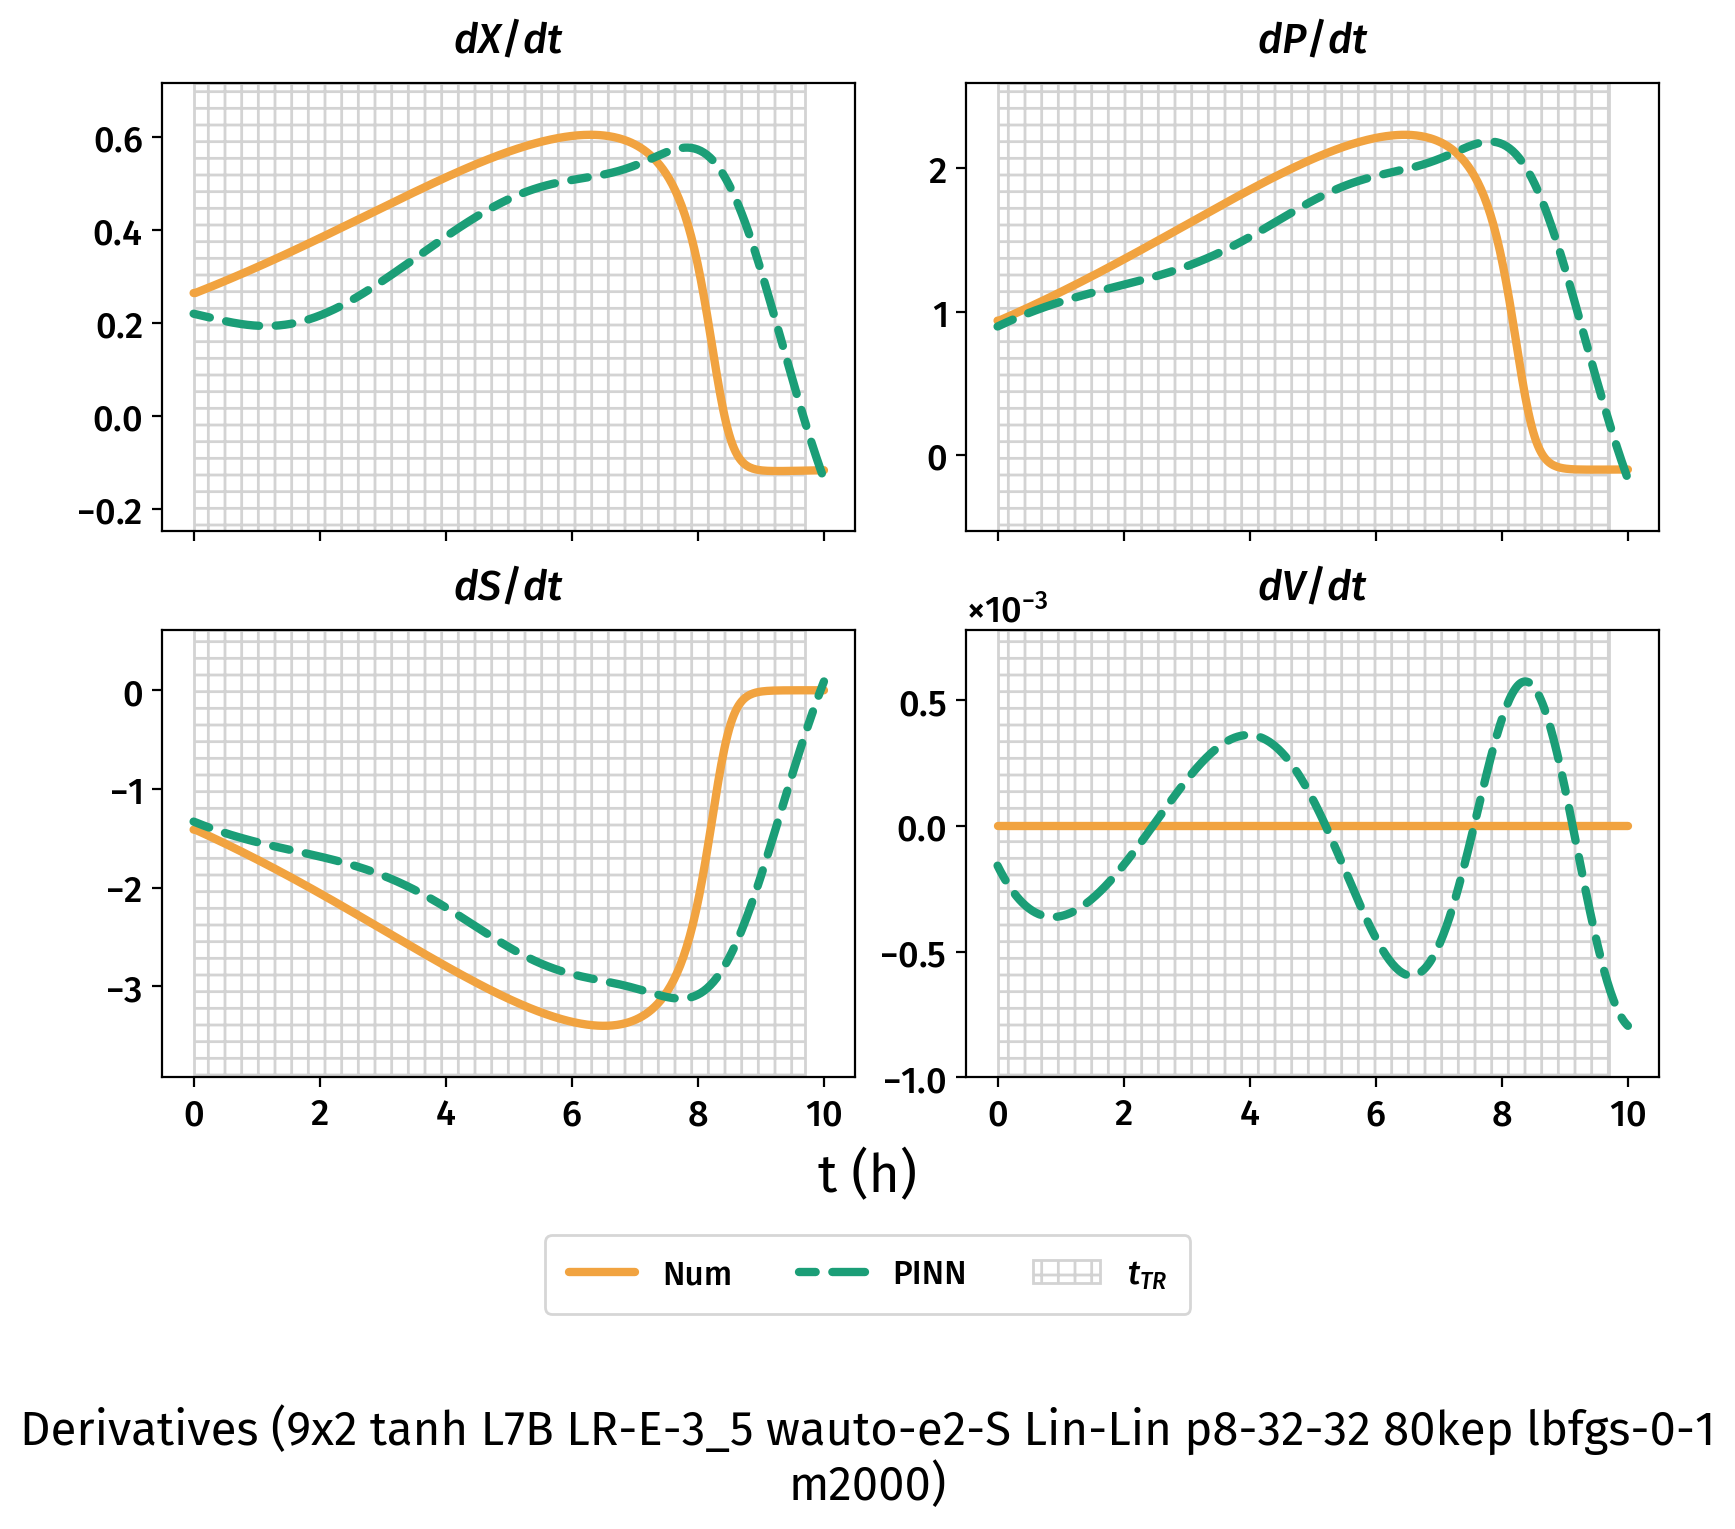 dX/dt
dP/dt
0.6
0.4
0.2
0.0
−0.2
2
1
0
dS/dt
dV/dt
×10⁻³
0
−1
−2
−3
0.5
0.0
−0.5
−1.0
0 2 4 6 8 10
0 2 4 6 8 10
t (h)
Num PINN t_TR
Derivatives (9x2 tanh L7B LR-E-3_5 wauto-e2-S Lin-Lin p8-32-32 80kep lbfgs-0-1
m2000)